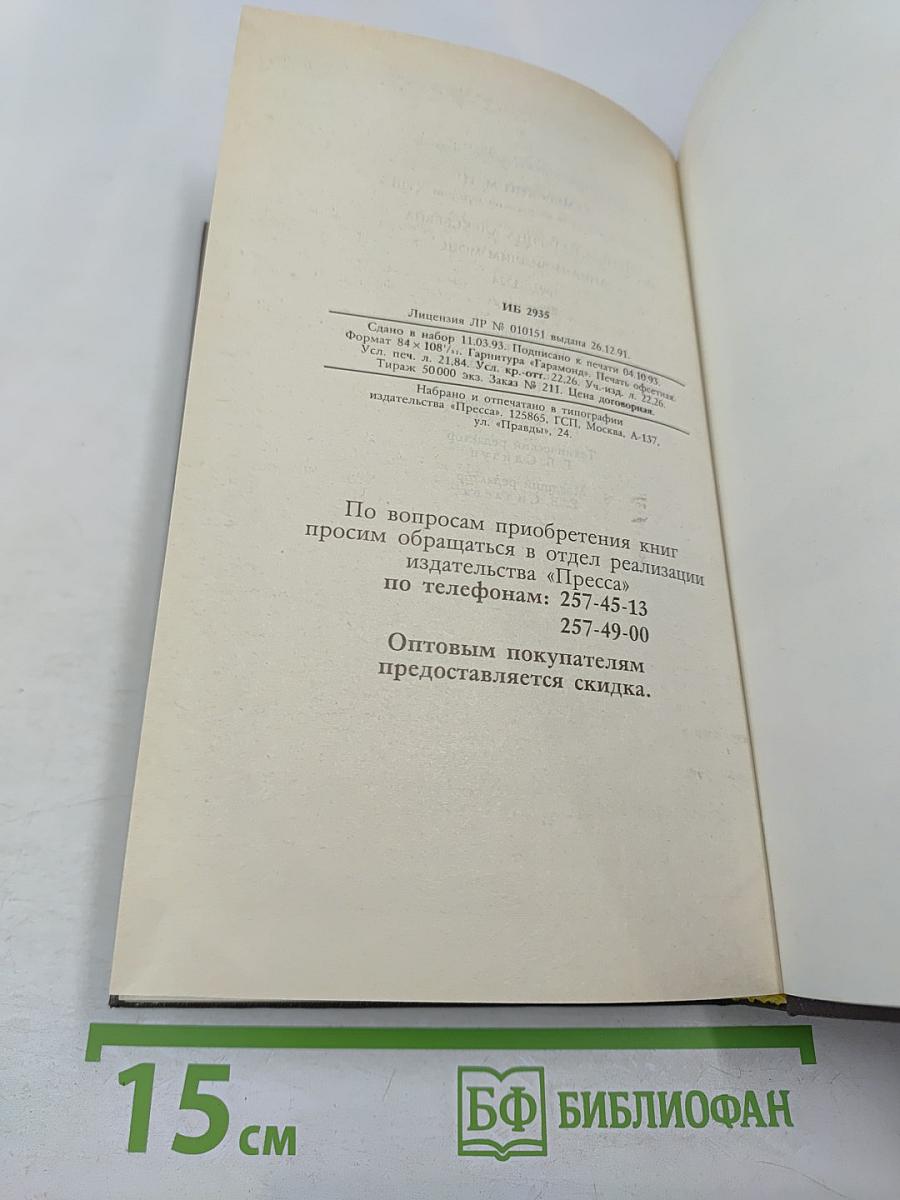 ИБ 2935
Лицензия ЛР № 010151 выдана 26.12.91.
Сдано в набор 11.03.93. Подписано к печати 04.10.93.
Формат 84×108¹/₃₂. Гарнитура «Гарамонд». Печать офсетная.
Усл. печ. л. 21,84. Усл. кр.-отт. 22,26. Уч.-изд. л. 22,26.
Тираж 50 000 экз. Заказ № 211. Цена договорная.
Набрано и отпечатано в типографии
издательства «Пресса». 125865, ГСП, Москва, А-137,
ул. «Правды», 24.
По вопросам приобретения книг
просим обращаться в отдел реализации
издательства «Пресса»
по телефонам: 257-45-13
257-49-00
Оптовым покупателям
предоставляется скидка.
15 см
БФ БИБЛИОФАН